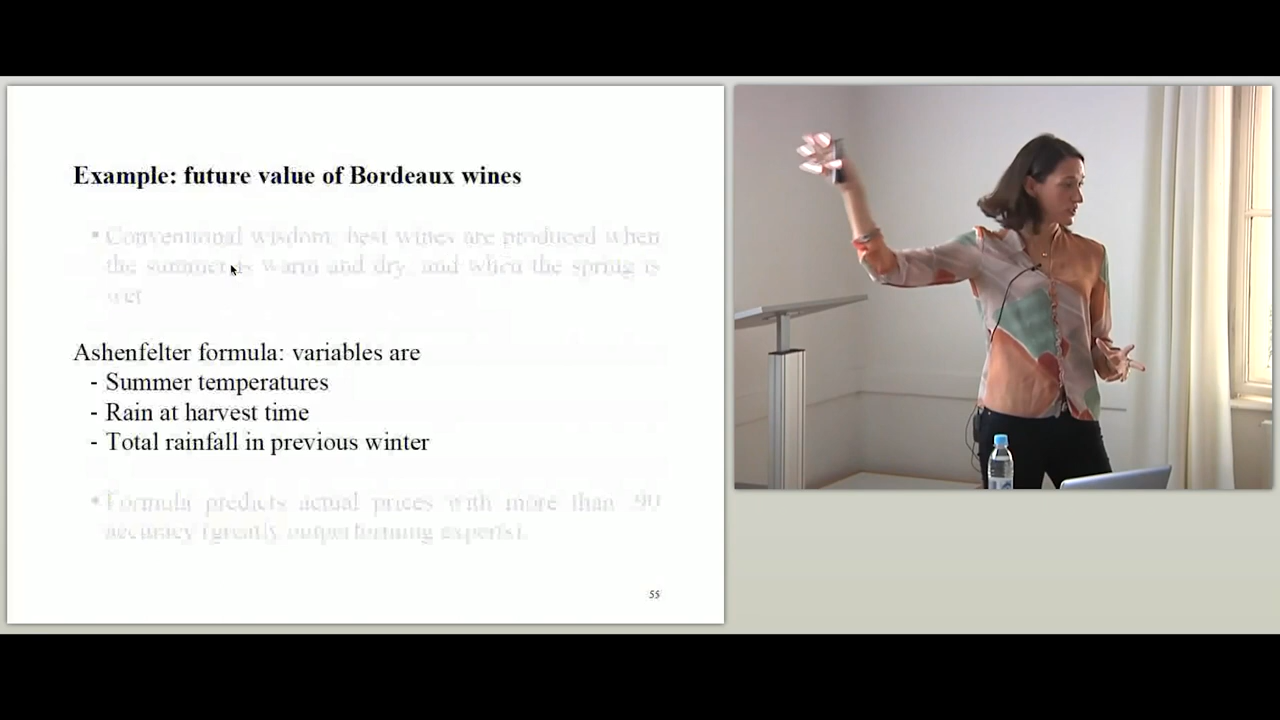 Example: future value of Bordeaux wines
▪ Conventional wisdom: best wines are produced when
the summer is warm and dry, and when the spring is
wet
Ashenfelter formula: variables are
- Summer temperatures
- Rain at harvest time
- Total rainfall in previous winter
• Formula predicts actual prices with more than .90
accuracy (greatly outperforming experts).
55